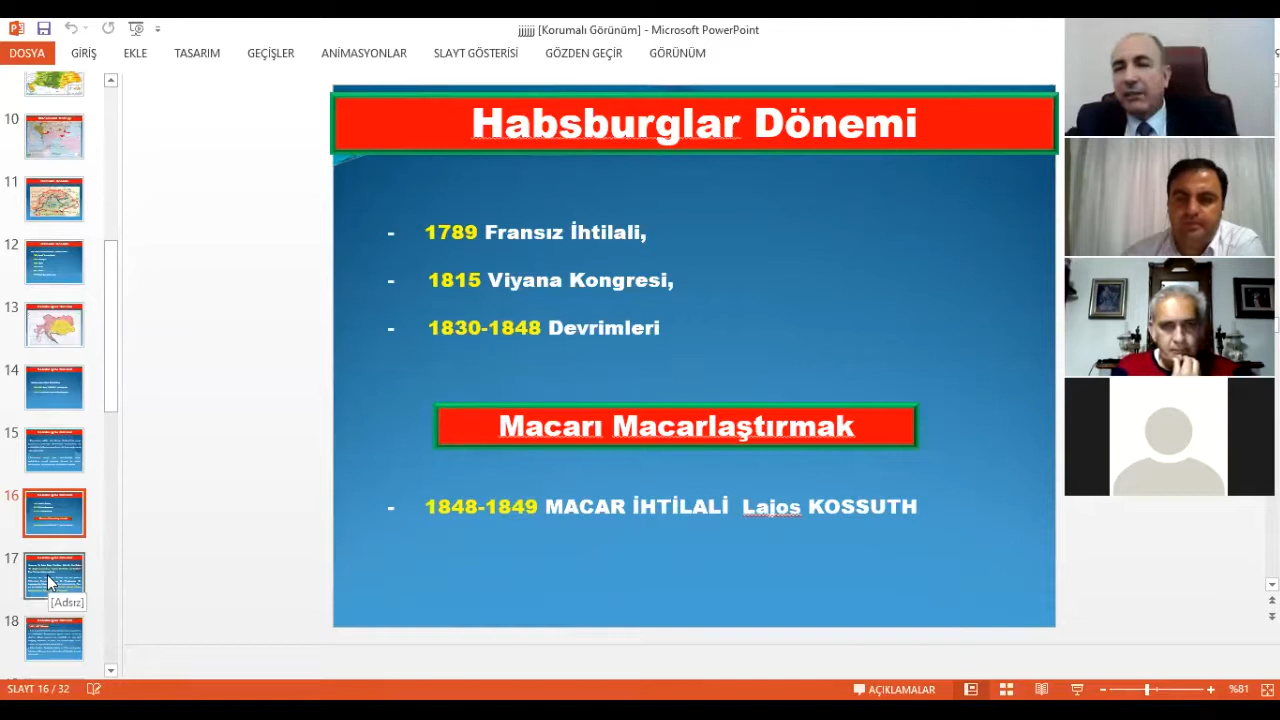 jjjjjj [Korumalı Görünüm] - Microsoft PowerPoint
DOSYA GİRİŞ EKLE TASARIM GEÇİŞLER ANİMASYONLAR SLAYT GÖSTERİSİ GÖZDEN GEÇİR GÖRÜNÜM
10
11
12
13
14
15
16
17
18
[Adsız]
Habsburglar Dönemi
- 1789 Fransız İhtilali,
- 1815 Viyana Kongresi,
- 1830-1848 Devrimleri
Macarı Macarlaştırmak
- 1848-1849 MACAR İHTİLALİ Lajos KOSSUTH
SLAYT 16 / 32 AÇIKLAMALAR %81